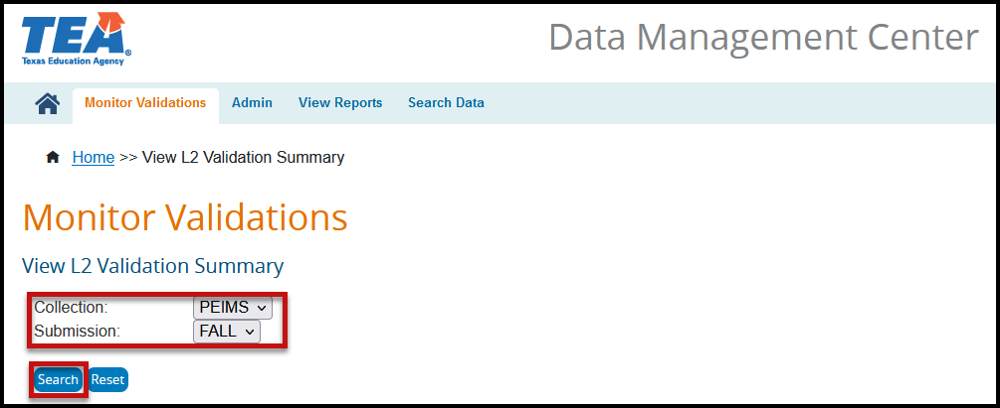 TEA®
Texas Education Agency
Data Management Center
Monitor Validations Admin View Reports Search Data
Home >> View L2 Validation Summary
Monitor Validations
View L2 Validation Summary
Collection: PEIMS
Submission: FALL
Search Reset